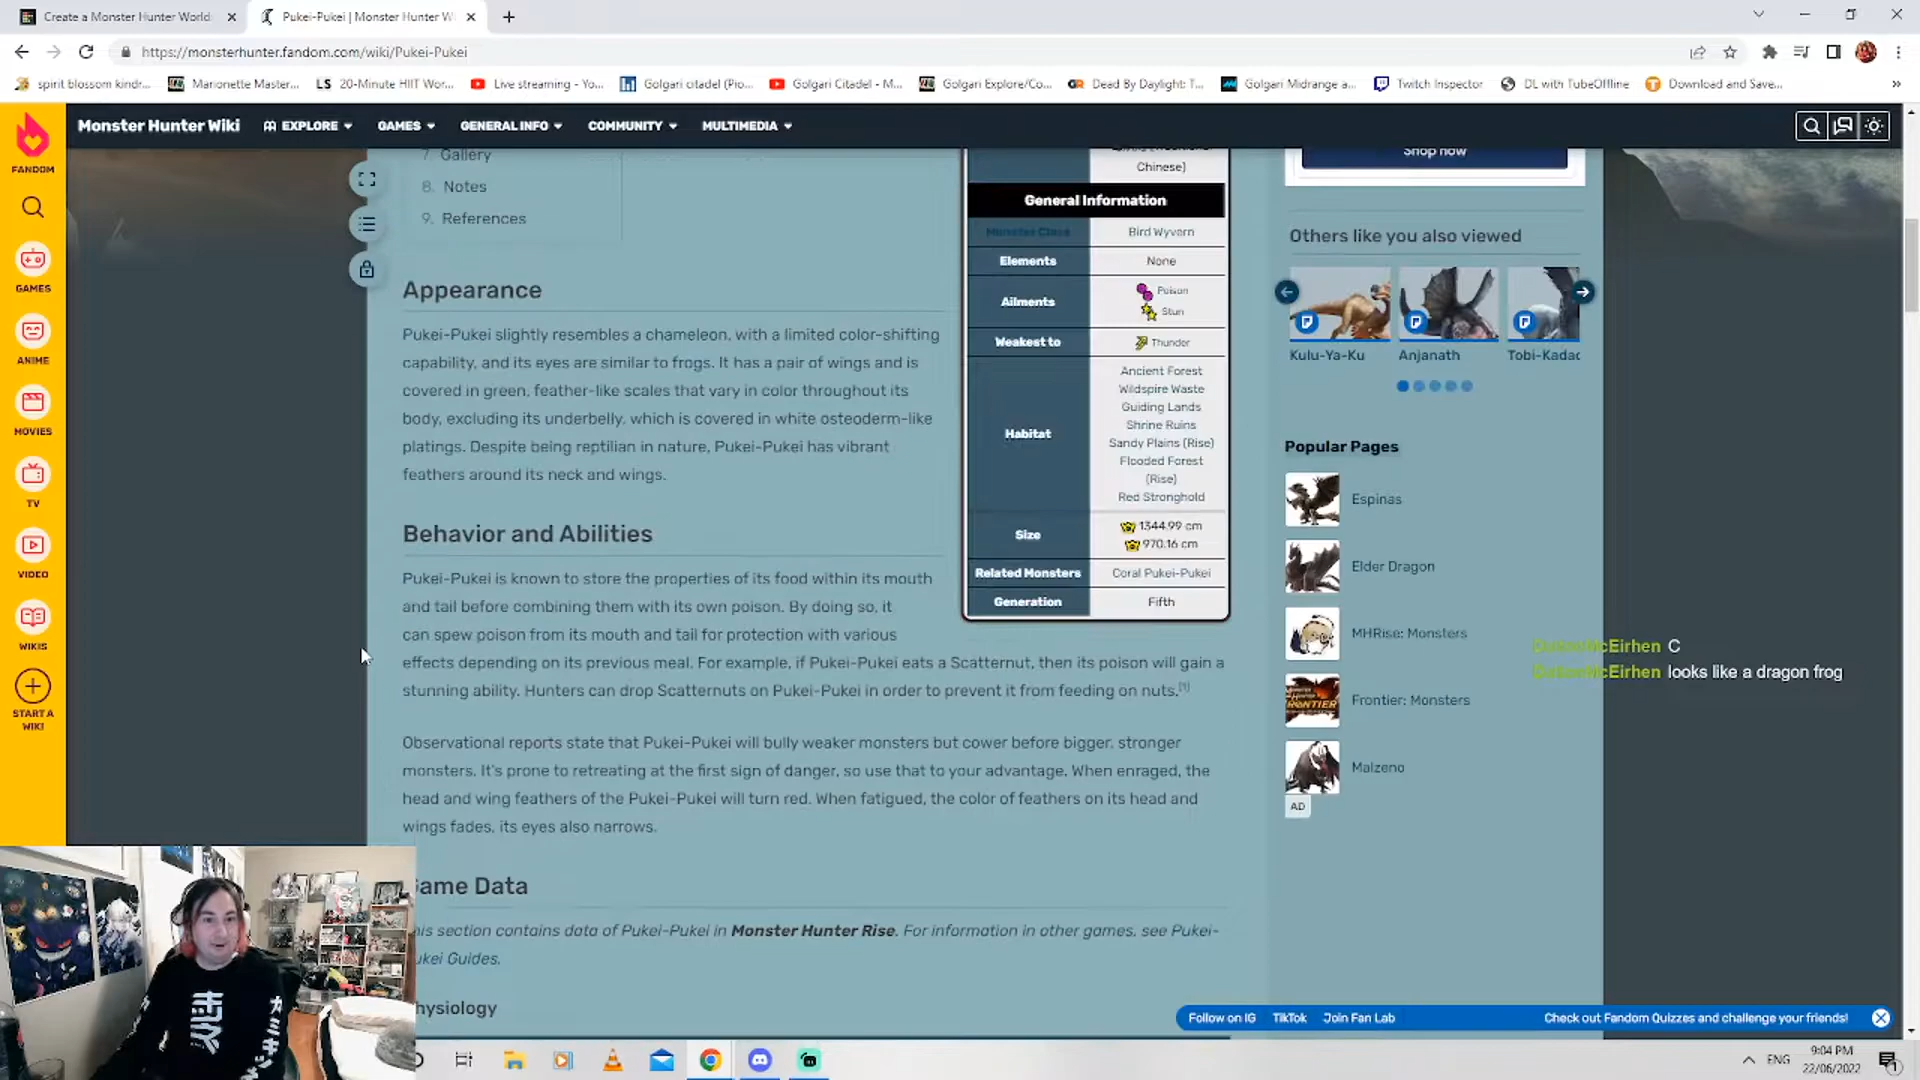 Create a Monster Hunter World
Pukei-Pukei | Monster Hunter W
https://monsterhunter.fandom.com/wiki/Pukei-Pukei
spirit blossom kindr...
Marionette Master...
LS 20-Minute HIIT Wor...
Live streaming - Yo...
Golgari citadel (Pio...
Golgari Citadel - M...
Golgari Explore/Co...
Dead By Daylight: T...
Golgari Midrange a...
Twitch Inspector
DL with TubeOffline
Download and Save...
Monster Hunter Wiki
EXPLORE
GAMES
GENERAL INFO
COMMUNITY
MULTIMEDIA
FANDOM
GAMES
ANIME
MOVIES
TV
VIDEO
WIKIS
START A
WIKI
7. Gallery
8. Notes
9. References
Appearance
Pukei-Pukei slightly resembles a chameleon, with a limited color-shifting
capability, and its eyes are similar to frogs. It has a pair of wings and is
covered in green, feather-like scales that vary in color throughout its
body, excluding its underbelly, which is covered in white osteoderm-like
platings. Despite being reptilian in nature, Pukei-Pukei has vibrant
feathers around its neck and wings.
Behavior and Abilities
Pukei-Pukei is known to store the properties of its food within its mouth
and tail before combining them with its own poison. By doing so, it
can spew poison from its mouth and tail for protection with various
effects depending on its previous meal. For example, if Pukei-Pukei eats a Scatternut, then its poison will gain a
stunning ability. Hunters can drop Scatternuts on Pukei-Pukei in order to prevent it from feeding on nuts.[1]
Observational reports state that Pukei-Pukei will bully weaker monsters but cower before bigger, stronger
monsters. It's prone to retreating at the first sign of danger, so use that to your advantage. When enraged, the
head and wing feathers of the Pukei-Pukei will turn red. When fatigued, the color of feathers on its head and
wings fades, its eyes also narrows.
ame Data
is section contains data of Pukei-Pukei in Monster Hunter Rise. For information in other games, see Pukei-
ukei Guides.
hysiology
Chinese)
General Information
Monster Class
Bird Wyvern
Elements
None
Ailments
Poison
Stun
Weakest to
Thunder
Habitat
Ancient Forest
Wildspire Waste
Guiding Lands
Shrine Ruins
Sandy Plains (Rise)
Flooded Forest
(Rise)
Red Stronghold
Size
1344.99 cm
970.16 cm
Related Monsters
Coral Pukei-Pukei
Generation
Fifth
Shop now
Others like you also viewed
Kulu-Ya-Ku
Anjanath
Tobi-Kadac
Popular Pages
Espinas
Elder Dragon
MHRise: Monsters
Frontier: Monsters
Malzeno
AD
C
looks like a dragon frog
Follow on IG
TikTok
Join Fan Lab
Check out Fandom Quizzes and challenge your friends!
ENG
9:04 PM
22/06/2022